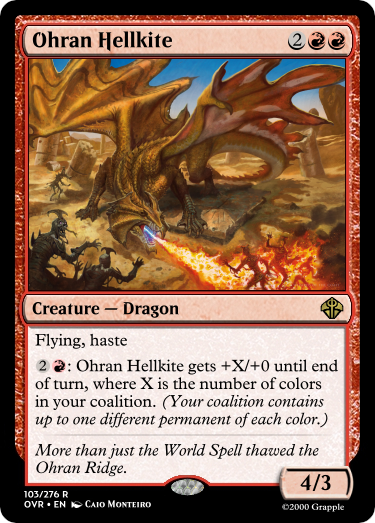 Ohran Hellkite 2
Creature — Dragon
Flying, haste
2 : Ohran Hellkite gets +X/+0 until end
of turn, where X is the number of colors
in your coalition. (Your coalition contains
up to one different permanent of each color.)
More than just the World Spell thawed the
Ohran Ridge.
4/3
103/276 R
OVR • EN Caio Monteiro
©2000 Grapple